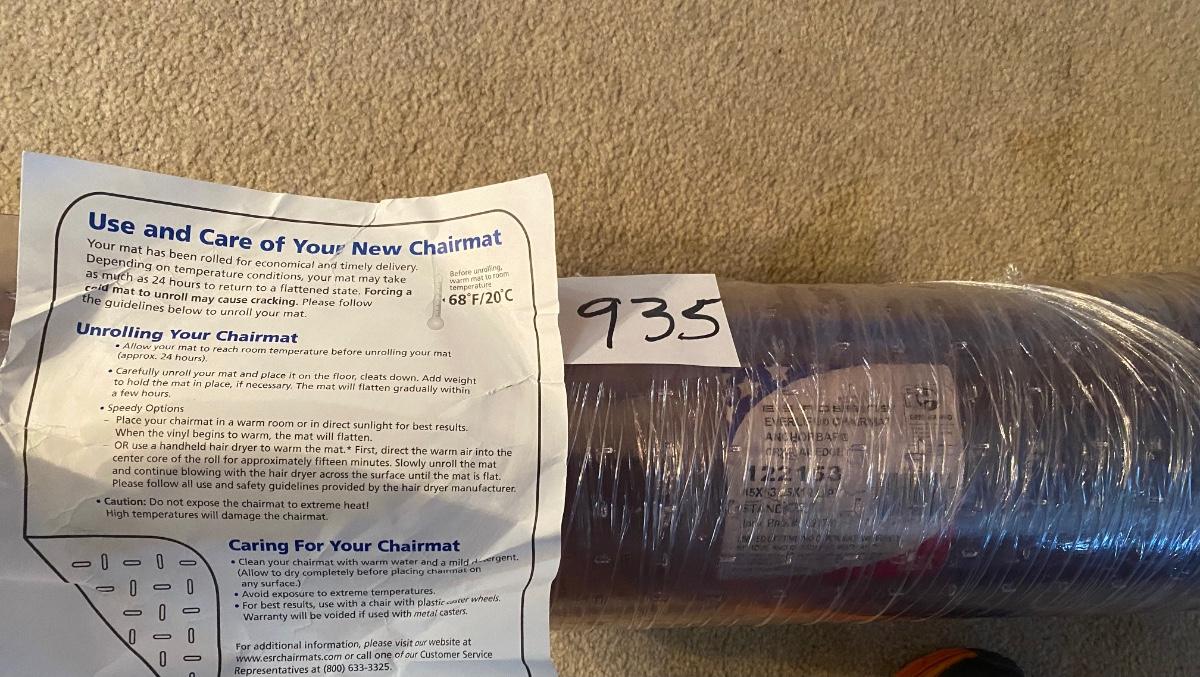 Use and Care of Your New Chairmat
Your mat has been rolled for economical and timely delivery.
Depending on temperature conditions, your mat may take
as much as 24 hours to return to a flattened state. Forcing a
cold mat to unroll may cause cracking. Please follow
the guidelines below to unroll your mat.
Before unrolling,
warm mat to room
temperature
68°F/20°C
Unrolling Your Chairmat
• Allow your mat to reach room temperature before unrolling your mat
(approx. 24 hours).
• Carefully unroll your mat and place it on the floor, cleats down. Add weight
to hold the mat in place, if necessary. The mat will flatten gradually within
a few hours.
• Speedy Options
– Place your chairmat in a warm room or in direct sunlight for best results.
When the vinyl begins to warm, the mat will flatten.
– OR use a handheld hair dryer to warm the mat.* First, direct the warm air into the
center core of the roll for approximately fifteen minutes. Slowly unroll the mat
and continue blowing with the hair dryer across the surface until the mat is flat.
Please follow all use and safety guidelines provided by the hair dryer manufacturer.
• Caution: Do not expose the chairmat to extreme heat!
High temperatures will damage the chairmat.
Caring For Your Chairmat
• Clean your chairmat with warm water and a mild detergent.
(Allow to dry completely before placing chairmat on
any surface.)
• Avoid exposure to extreme temperatures.
• For best results, use with a chair with plastic caster wheels.
Warranty will be voided if used with metal casters.
For additional information, please visit our website at
www.esrchairmats.com or call one of our Customer Service
Representatives at (800) 633-3325.
935
CHAIRMAT
ANCHORBAR
122153